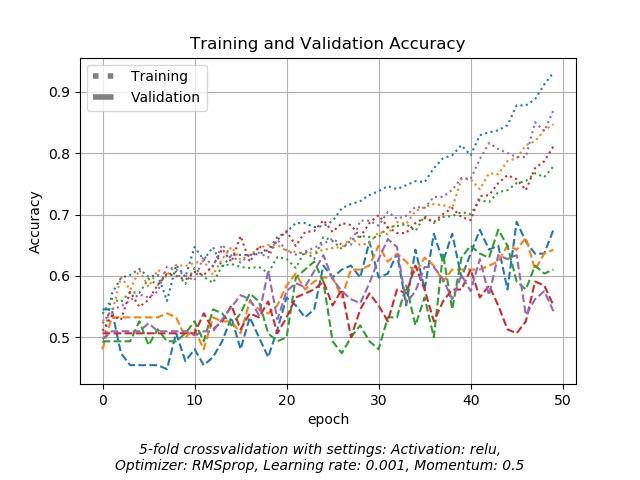 Training and Validation Accuracy
Training
Validation
Accuracy
0.9
0.8
0.7
0.6
0.5
0 10 20 30 40 50
epoch
5-fold crossvalidation with settings: Activation: relu,
Optimizer: RMSprop, Learning rate: 0.001, Momentum: 0.5